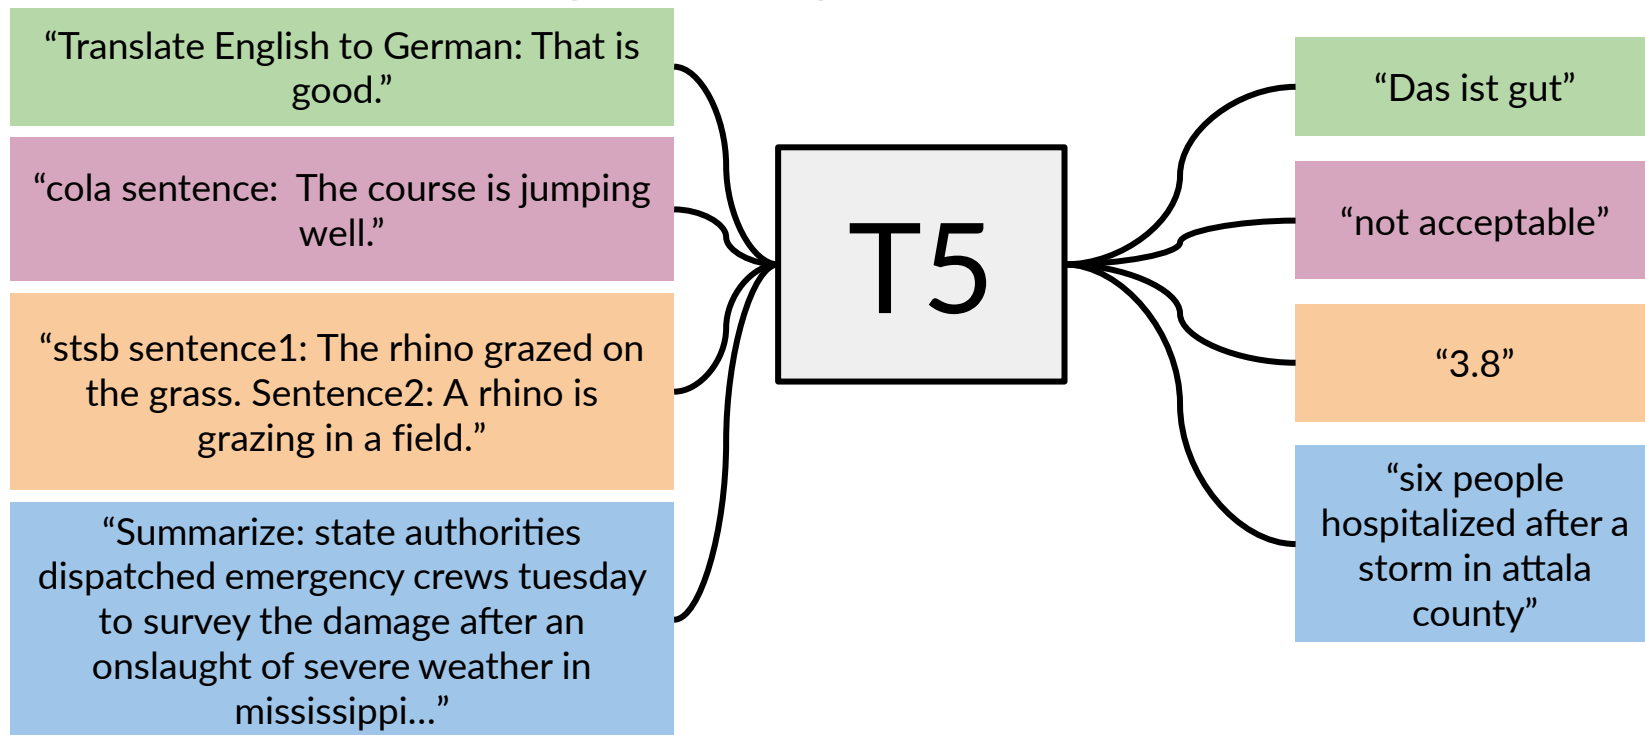 “Translate English to German: That is
good.”
“cola sentence:  The course is jumping
well.”
“stsb sentence1: The rhino grazed on
the grass. Sentence2: A rhino is
grazing in a field.”
“Summarize: state authorities
dispatched emergency crews tuesday
to survey the damage after an
onslaught of severe weather in
mississippi...”
T5
“Das ist gut”
“not acceptable”
“3.8”
“six people
hospitalized after a
storm in attala
county”